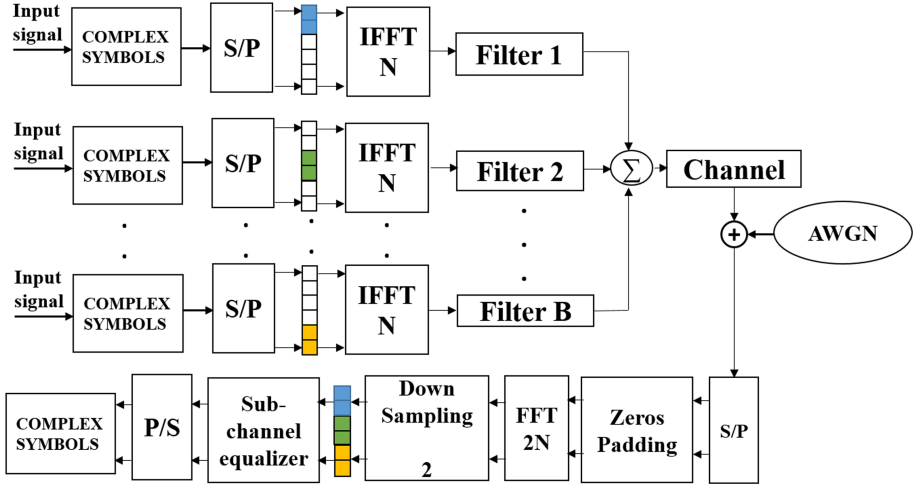 Input signal
COMPLEX SYMBOLS
S/P
IFFT N
Filter 1
Input signal
COMPLEX SYMBOLS
S/P
IFFT N
Filter 2
∑
Channel
+
AWGN
Input signal
COMPLEX SYMBOLS
S/P
IFFT N
Filter B
COMPLEX SYMBOLS
P/S
Sub-channel equalizer
Down Sampling 2
FFT 2N
Zeros Padding
S/P